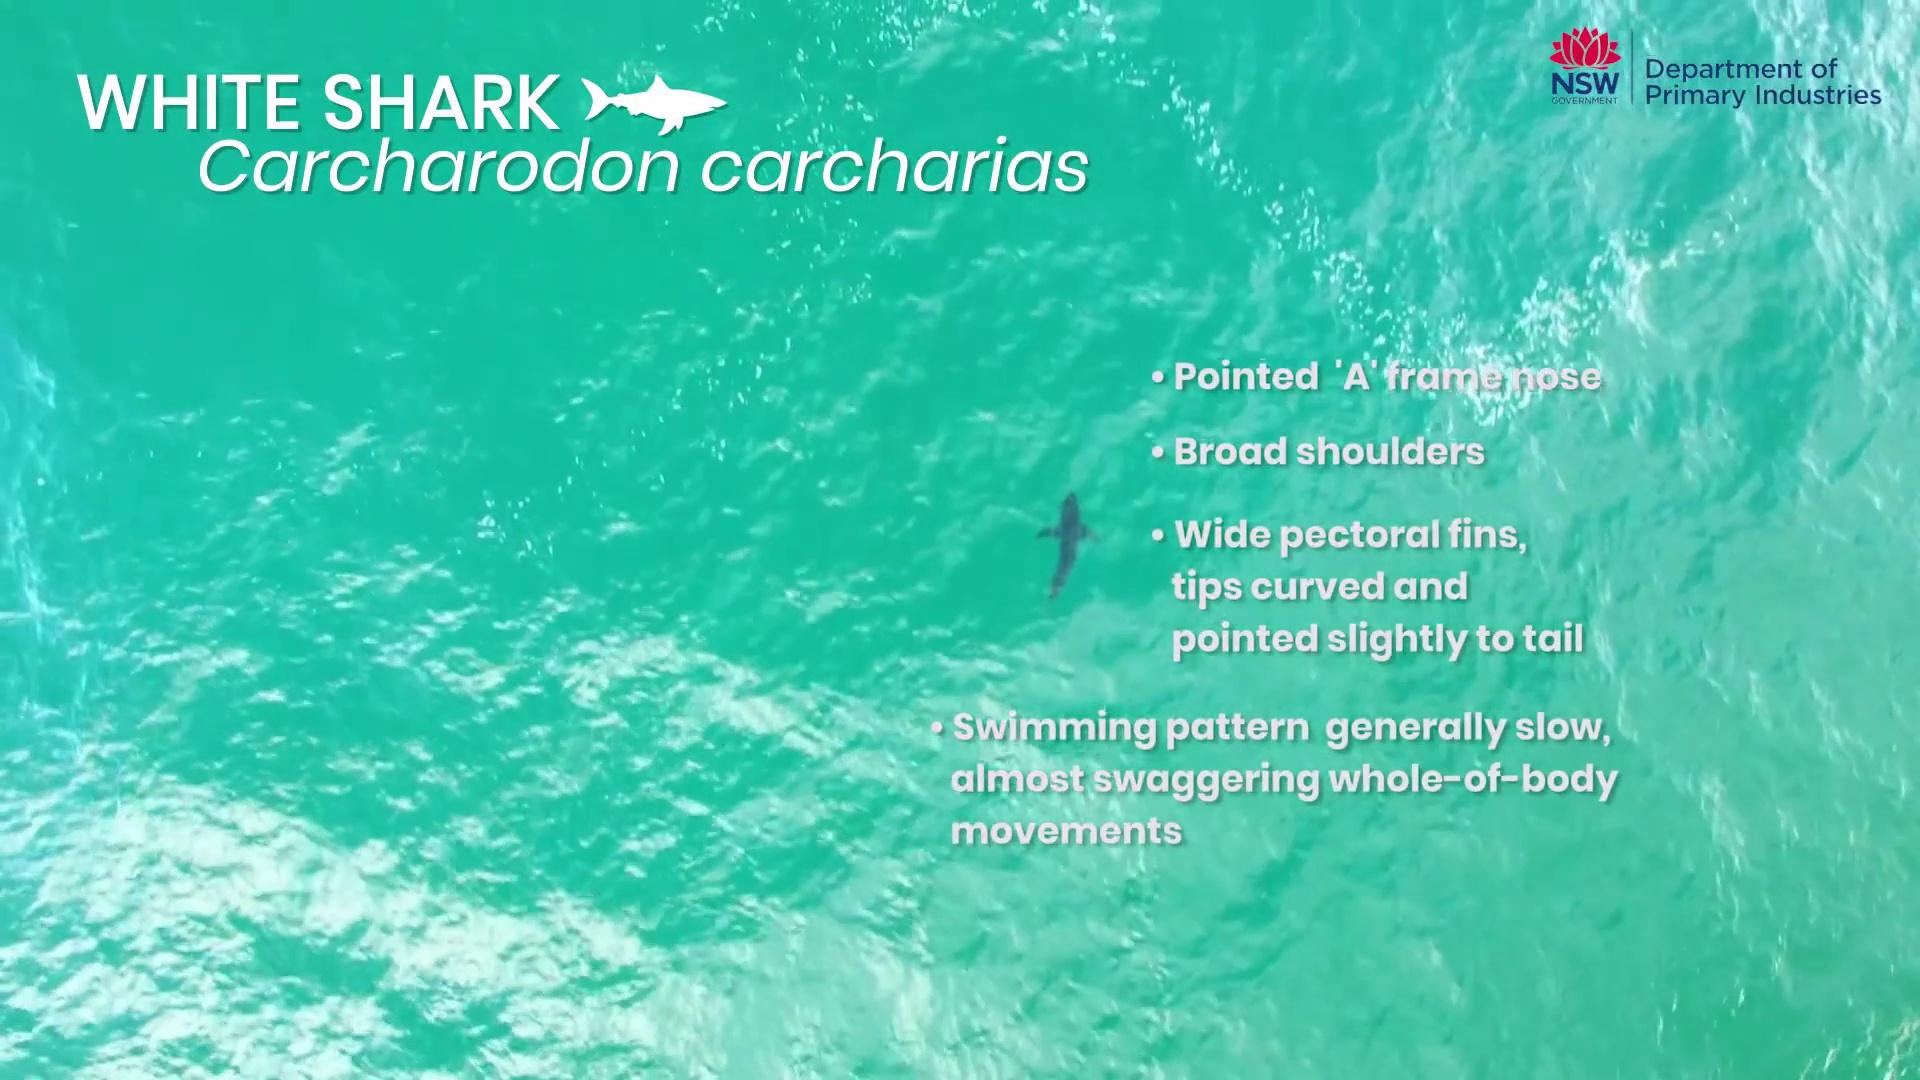 WHITE SHARK
Carcharodon carcharias
NSW
GOVERNMENT
Department of
Primary Industries
• Pointed 'A' frame nose
• Broad shoulders
• Wide pectoral fins,
tips curved and
pointed slightly to tail
• Swimming pattern generally slow,
almost swaggering whole-of-body
movements